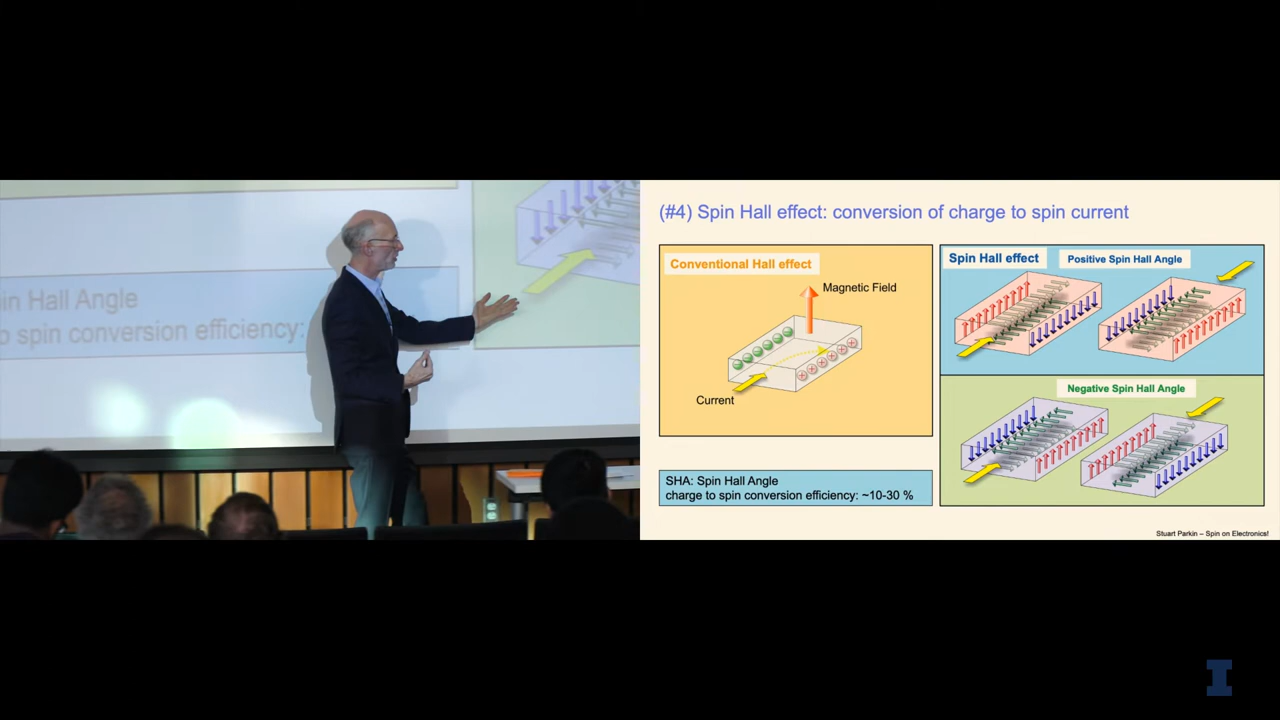 in Hall Angle
o spin conversion efficiency:
(#4) Spin Hall effect: conversion of charge to spin current
Conventional Hall effect
Magnetic Field
Current
SHA: Spin Hall Angle
charge to spin conversion efficiency: ~10-30 %
Spin Hall effect
Positive Spin Hall Angle
Negative Spin Hall Angle
Stuart Parkin – Spin on Electronics!
I